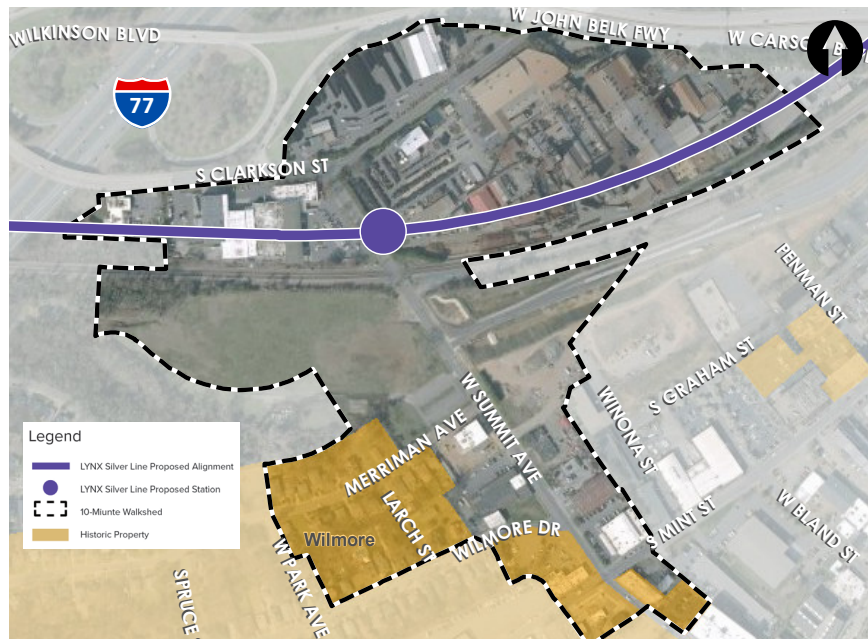 WILKINSON BLVD
W JOHN BELK FWY
77
S CLARKSON ST
PENMAN ST
S GRAHAM ST
W SUMMIT AVE
WINONA ST
MERRIMAN AVE
LARCH ST
Wilmore
WILMORE DR
S MINT ST
W BLAND ST
W PARK AVE
Legend
LYNX Silver Line Proposed Alignment
LYNX Silver Line Proposed Station
10-Miunte Walkshed
Historic Property